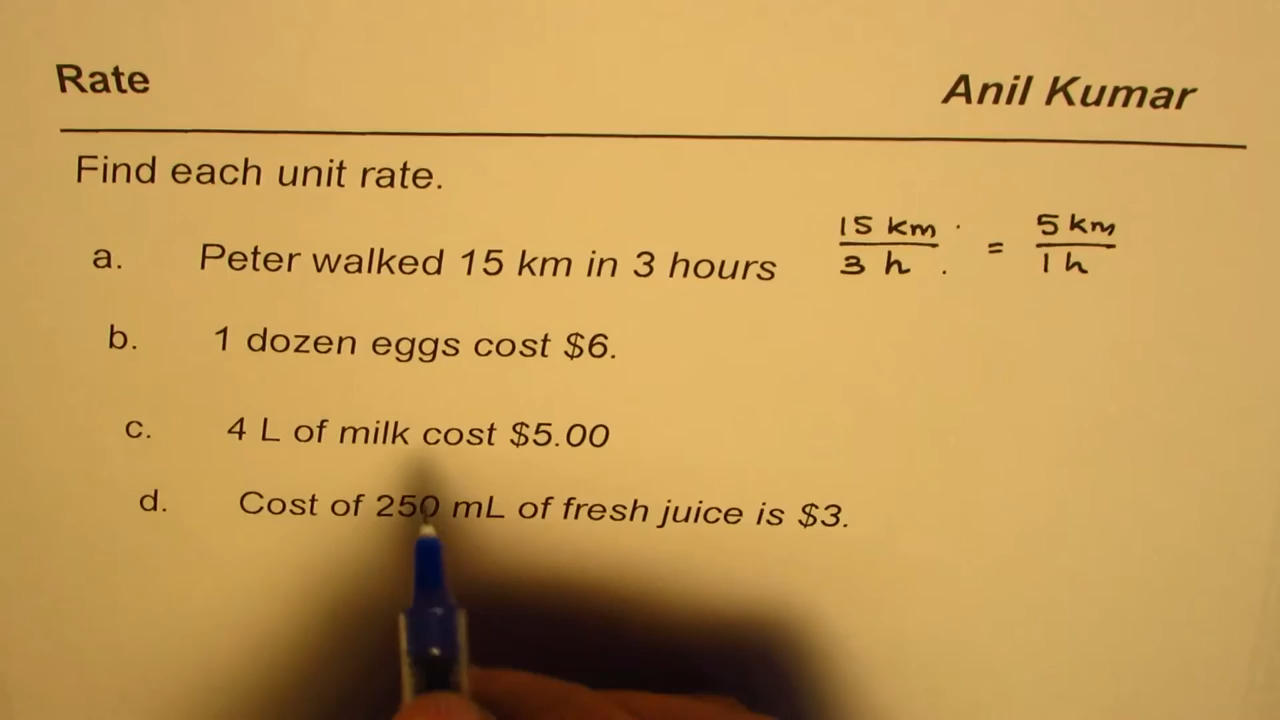 Rate Anil Kumar
Find each unit rate.
a. Peter walked 15 km in 3 hours 15 km / 3 h = 5 km / 1 h
b. 1 dozen eggs cost $6.
c. 4 L of milk cost $5.00
d. Cost of 250 mL of fresh juice is $3.